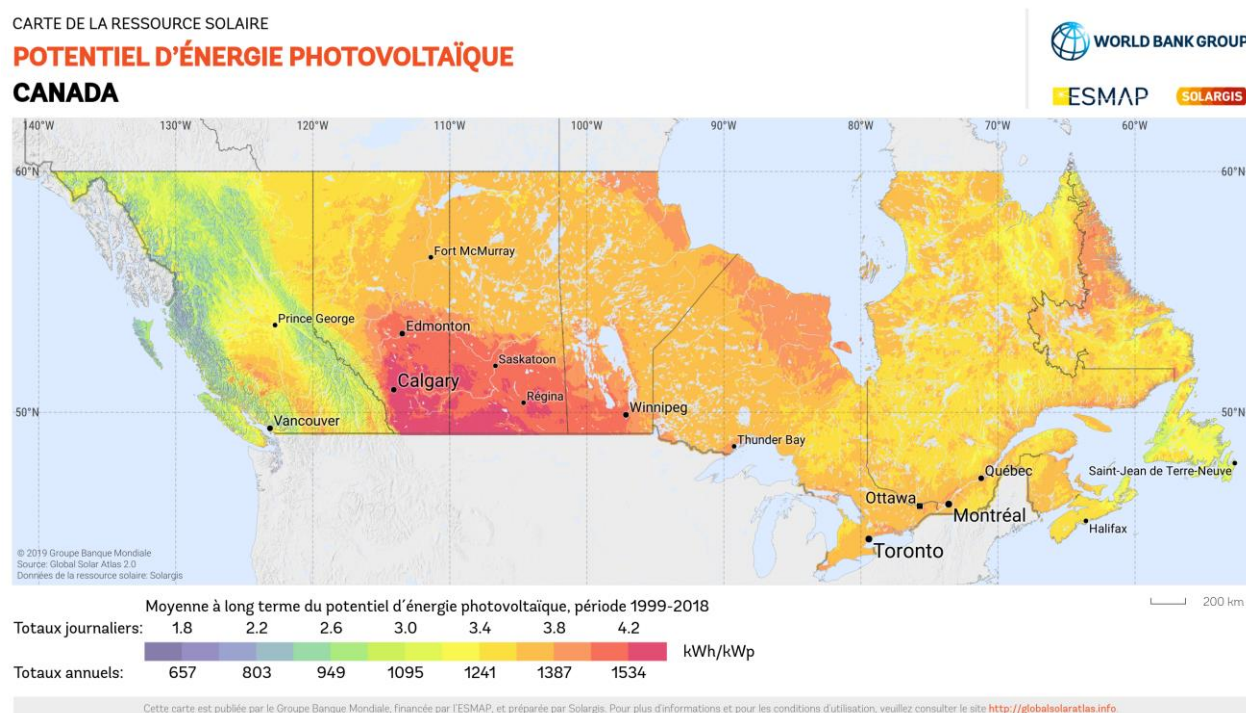 CARTE DE LA RESSOURCE SOLAIRE
POTENTIEL D'ÉNERGIE PHOTOVOLTAÏQUE
CANADA
WORLD BANK GROUP
ESMAP
SOLARGIS
140°W 130°W 120°W 110°W 100°W 90°W 80°W 70°W 60°W
60°N 60°N
Fort McMurray
Prince George
Edmonton
Saskatoon
Calgary
Régina
50°N 50°N
Winnipeg
Vancouver
Thunder Bay
Québec
Saint-Jean de Terre-Neuve
Ottawa
Montréal
Halifax
Toronto
© 2019 Groupe Banque Mondiale
Source: Global Solar Atlas 2.0
Données de la ressource solaire: Solargis
200 km
Moyenne à long terme du potentiel d´énergie photovoltaïque, période 1999-2018
Totaux journaliers: 1.8 2.2 2.6 3.0 3.4 3.8 4.2
kWh/kWp
Totaux annuels: 657 803 949 1095 1241 1387 1534
Cette carte est publiée par le Groupe Banque Mondiale, financée par l'ESMAP, et préparée par Solargis. Pour plus d'informations et pour les conditions d'utilisation, veuillez consulter le site http://globalsolaratlas.info.